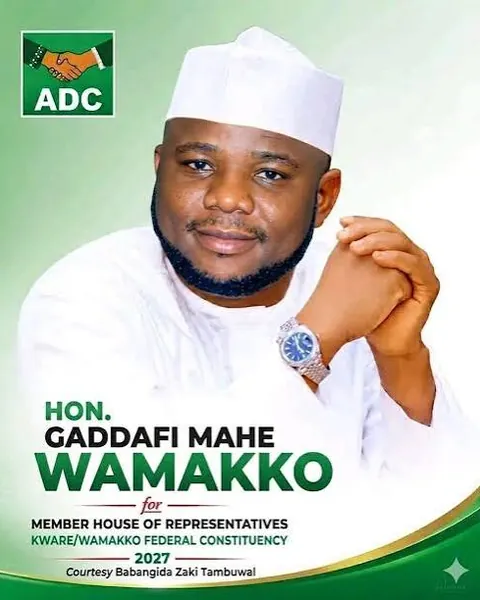 ADC
HON.
GADDAFI MAHE
WAMAKKO
for
MEMBER HOUSE OF REPRESENTATIVES
KWARE/WAMAKKO FEDERAL CONSTITUENCY
2027
Courtesy Babangida Zaki Tambuwal